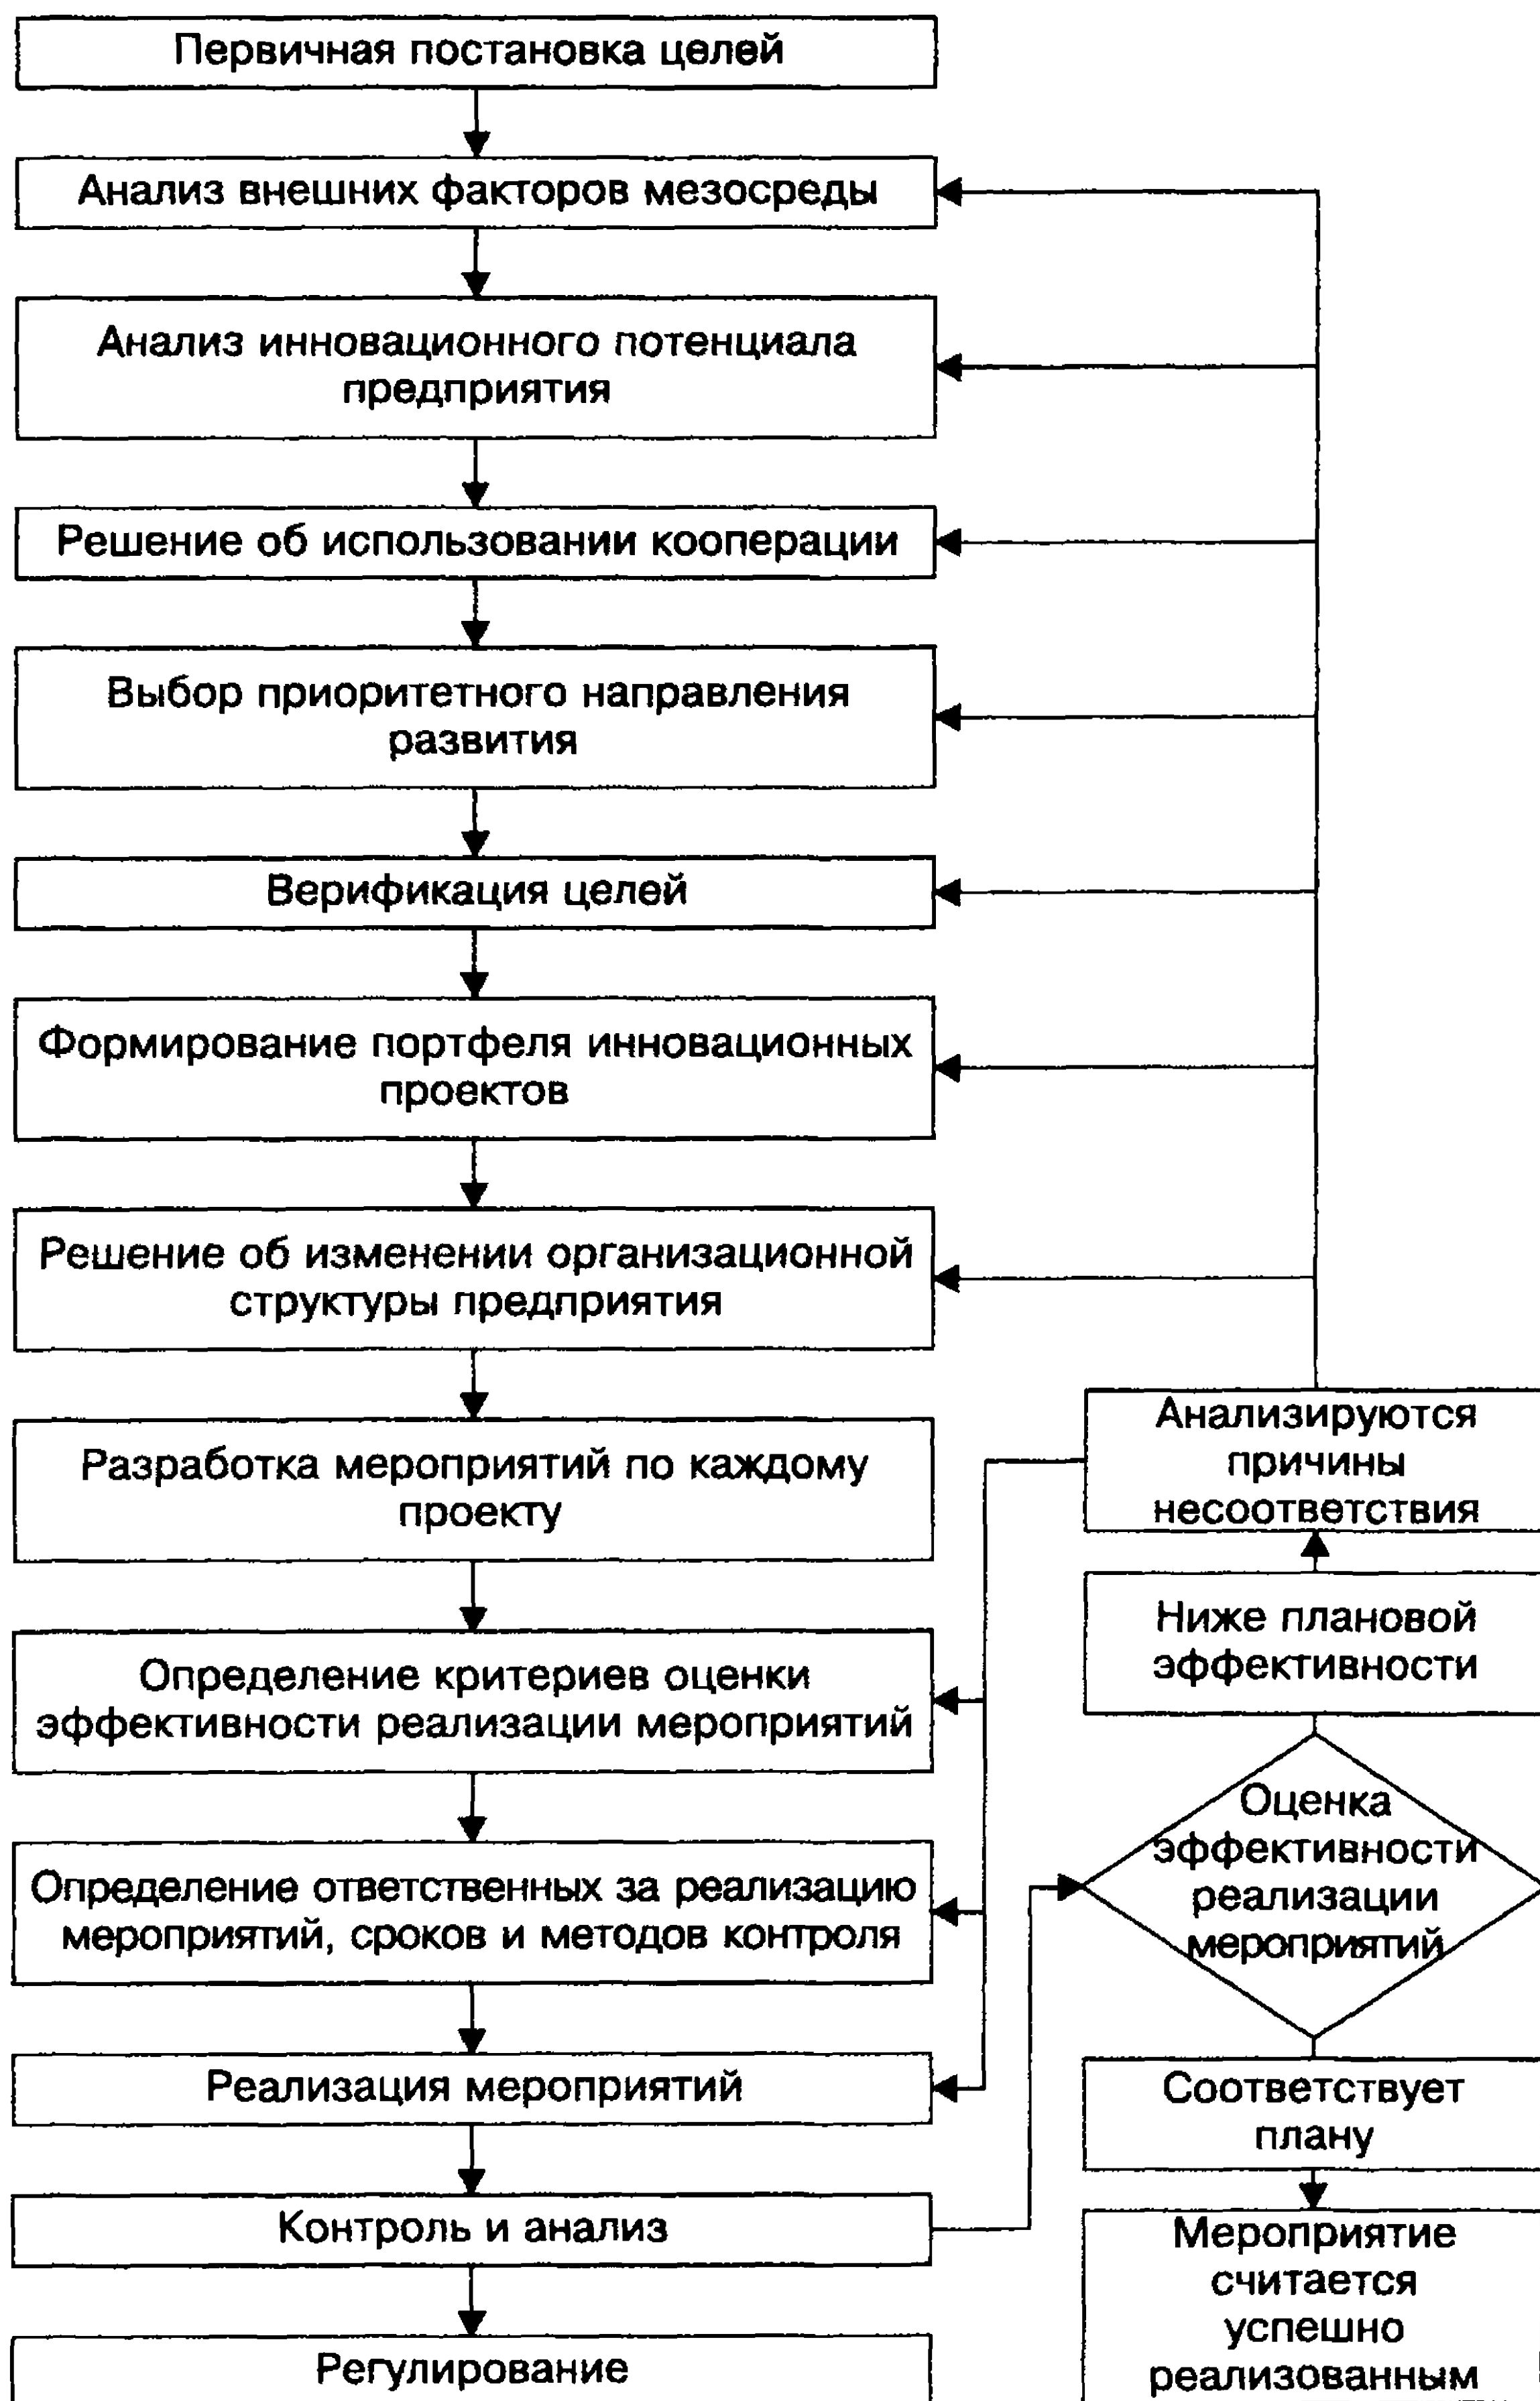 Первичная постановка целей
Анализ внешних факторов мезосреды
Анализ инновационного потенциала
предприятия
Решение об использовании кооперации
Выбор приоритетного направления
развития
Верификация целей
Формирование портфеля инновационных
проектов
Решение об изменении организационной
структуры предприятия
Разработка мероприятий по каждому
проекту
Определение критериев оценки
эффективности реализации мероприятий
Определение ответственных за реализацию
мероприятий, сроков и методов контроля
Реализация мероприятий
Контроль и анализ
Регулирование
Анализируются
причины
несоответствия
Ниже плановой
эффективности
Оценка
эффективности
реализации
мероприятий
Соответствует
плану
Мероприятие
считается
успешно
реализованным